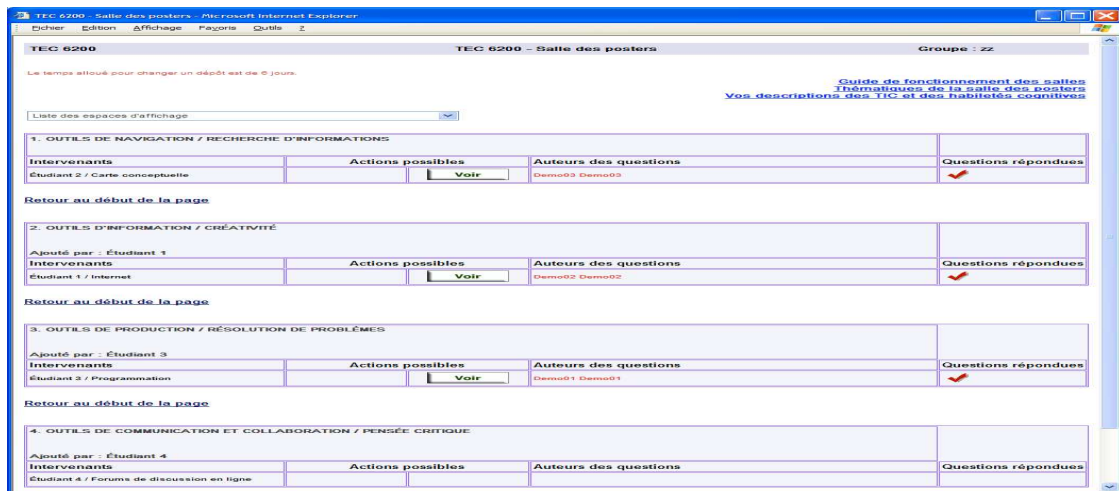 TEC 6200 - Salle des posters - Microsoft Internet Explorer
Fichier Edition Affichage Favoris Outils ?
TEC 6200 TEC 6200 - Salle des posters Groupe : zz
Le temps alloué pour changer un dépôt est de 6 jours.
Guide de fonctionnement des salles
Thématiques de la salle des posters
Vos descriptions des TIC et des habiletés cognitives
Liste des espaces d'affichage
1. OUTILS DE NAVIGATION / RECHERCHE D'INFORMATIONS
Intervenants Actions possibles Auteurs des questions Questions répondues
Étudiant 2 / Carte conceptuelle Voir Demo03 Demo03
Retour au début de la page
2. OUTILS D'INFORMATION / CRÉATIVITÉ
Ajouté par : Étudiant 1
Intervenants Actions possibles Auteurs des questions Questions répondues
Étudiant 1 / Internet Voir Demo02 Demo02
Retour au début de la page
3. OUTILS DE PRODUCTION / RÉSOLUTION DE PROBLÈMES
Ajouté par : Étudiant 3
Intervenants Actions possibles Auteurs des questions Questions répondues
Étudiant 3 / Programmation Voir Demo01 Demo01
Retour au début de la page
4. OUTILS DE COMMUNICATION ET COLLABORATION / PENSÉE CRITIQUE
Ajouté par : Étudiant 4
Intervenants Actions possibles Auteurs des questions Questions répondues
Étudiant 4 / Forums de discussion en ligne